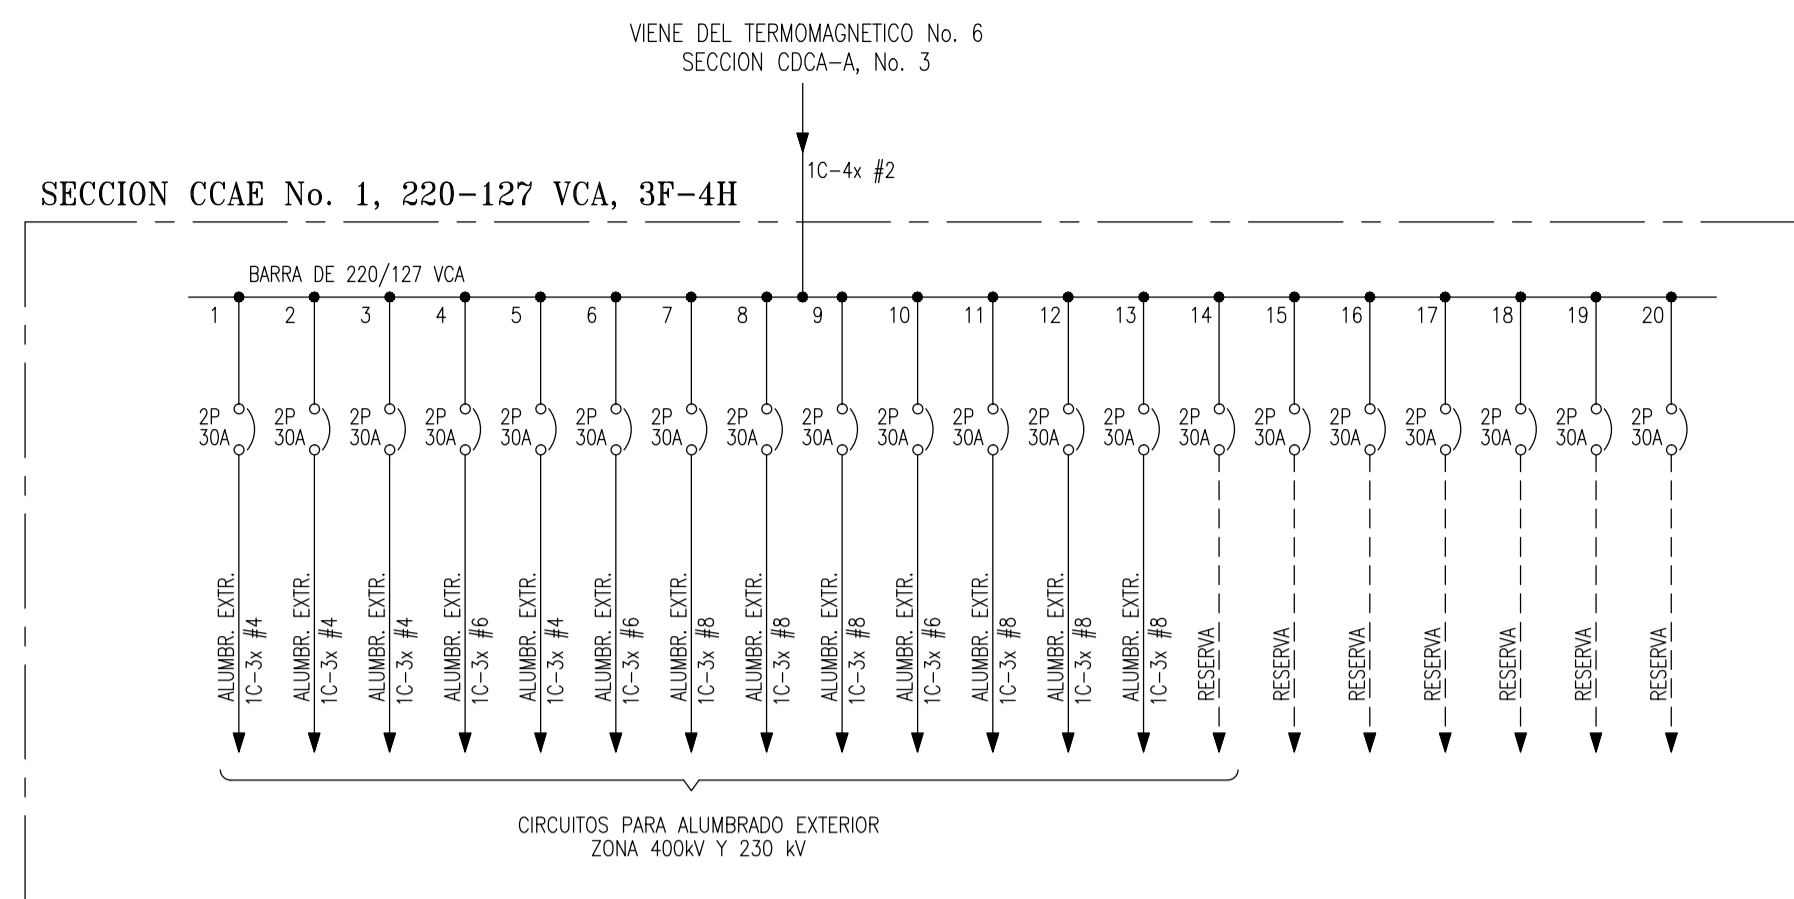 VIENE DEL TERMOMAGNETICO No. 6
SECCION CDCA-A, No. 3
1C-4x #2
SECCION CCAE No. 1, 220-127 VCA, 3F-4H
BARRA DE 220/127 VCA
1 2 3 4 5 6 7 8 9 10 11 12 13 14 15 16 17 18 19 20
2P 2P 2P 2P 2P 2P 2P 2P 2P 2P 2P 2P 2P 2P 2P 2P 2P 2P 2P 2P
30A 30A 30A 30A 30A 30A 30A 30A 30A 30A 30A 30A 30A 30A 30A 30A 30A 30A 30A 30A
ALUMBR. EXTR.
1C-3x #4
ALUMBR. EXTR.
1C-3x #4
ALUMBR. EXTR.
1C-3x #4
ALUMBR. EXTR.
1C-3x #6
ALUMBR. EXTR.
1C-3x #4
ALUMBR. EXTR.
1C-3x #6
ALUMBR. EXTR.
1C-3x #8
ALUMBR. EXTR.
1C-3x #8
ALUMBR. EXTR.
1C-3x #8
ALUMBR. EXTR.
1C-3x #6
ALUMBR. EXTR.
1C-3x #8
ALUMBR. EXTR.
1C-3x #8
ALUMBR. EXTR.
1C-3x #8
RESERVA
RESERVA
RESERVA
RESERVA
RESERVA
RESERVA
RESERVA
CIRCUITOS PARA ALUMBRADO EXTERIOR
ZONA 400kV Y 230 kV